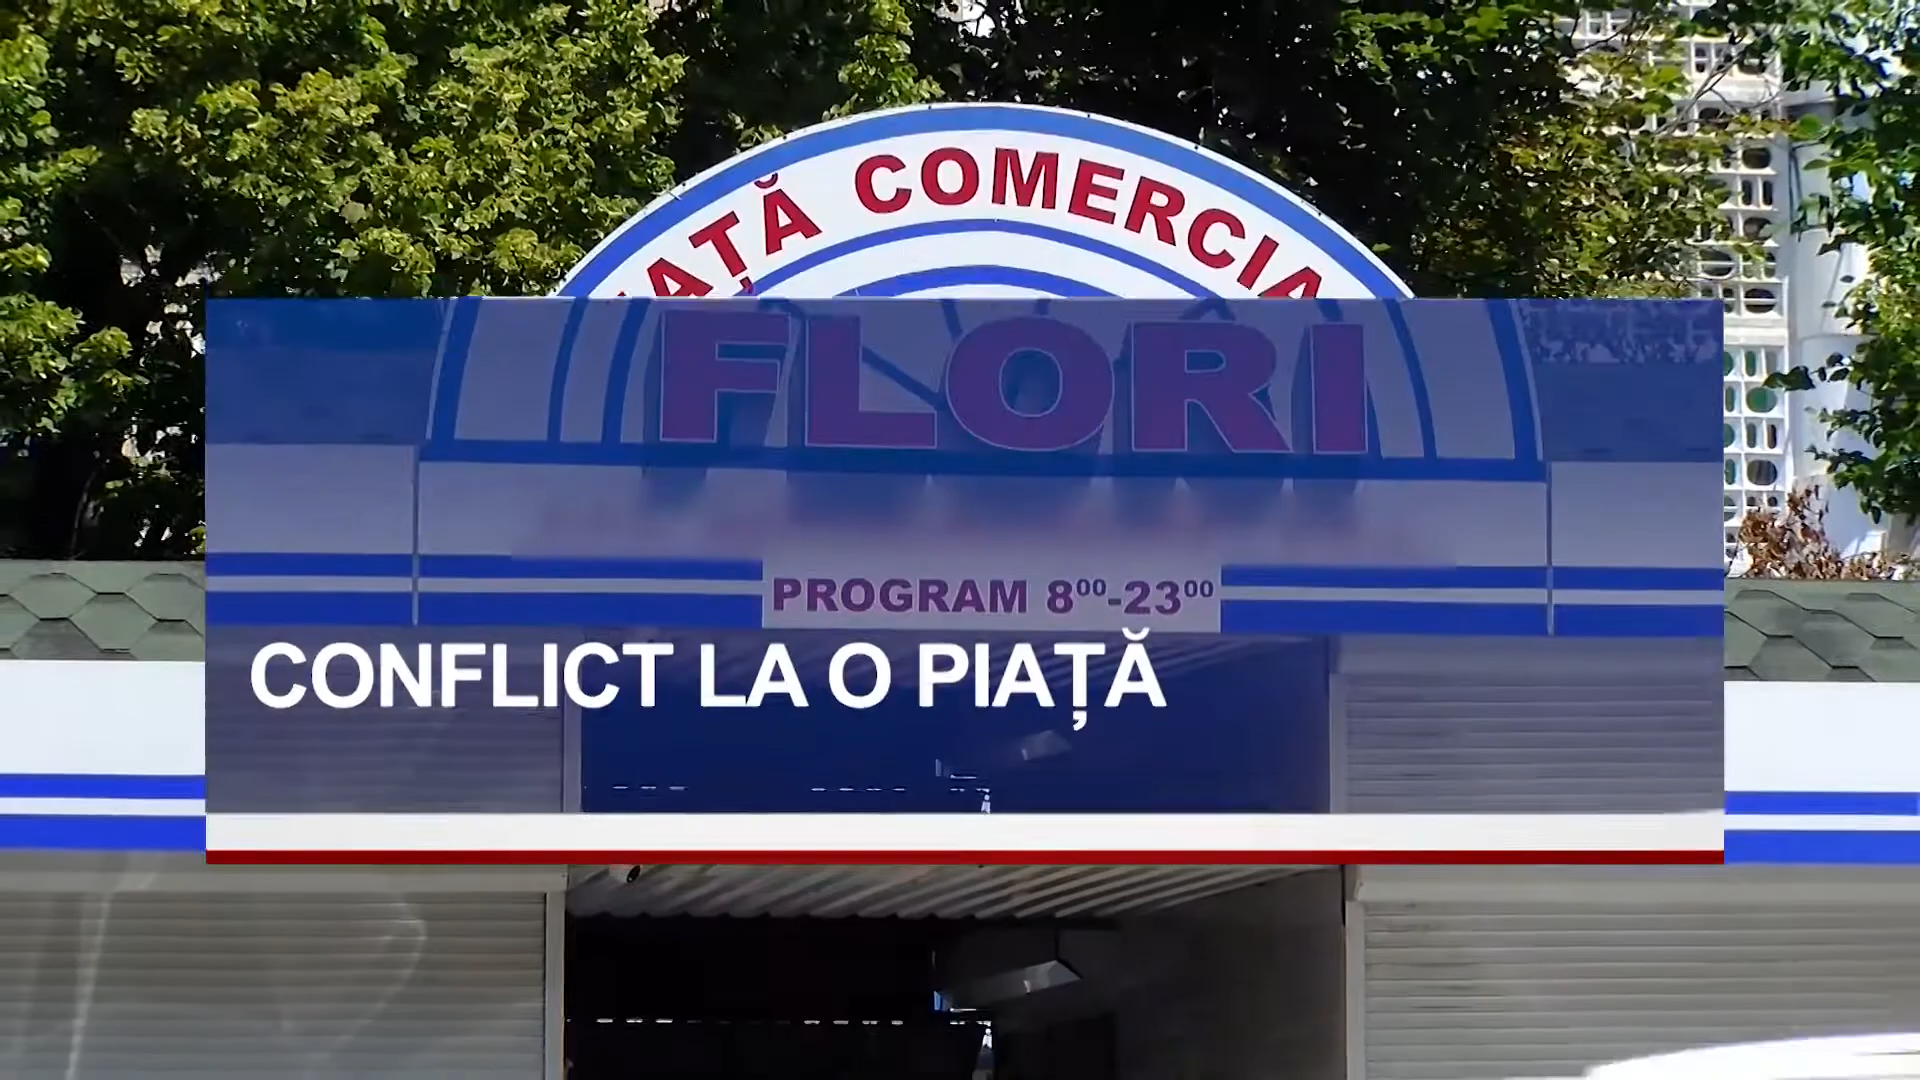 IAȚĂ COMERCIA
FLORI
PROGRAM 8⁰⁰-23⁰⁰
CONFLICT LA O PIAȚĂ